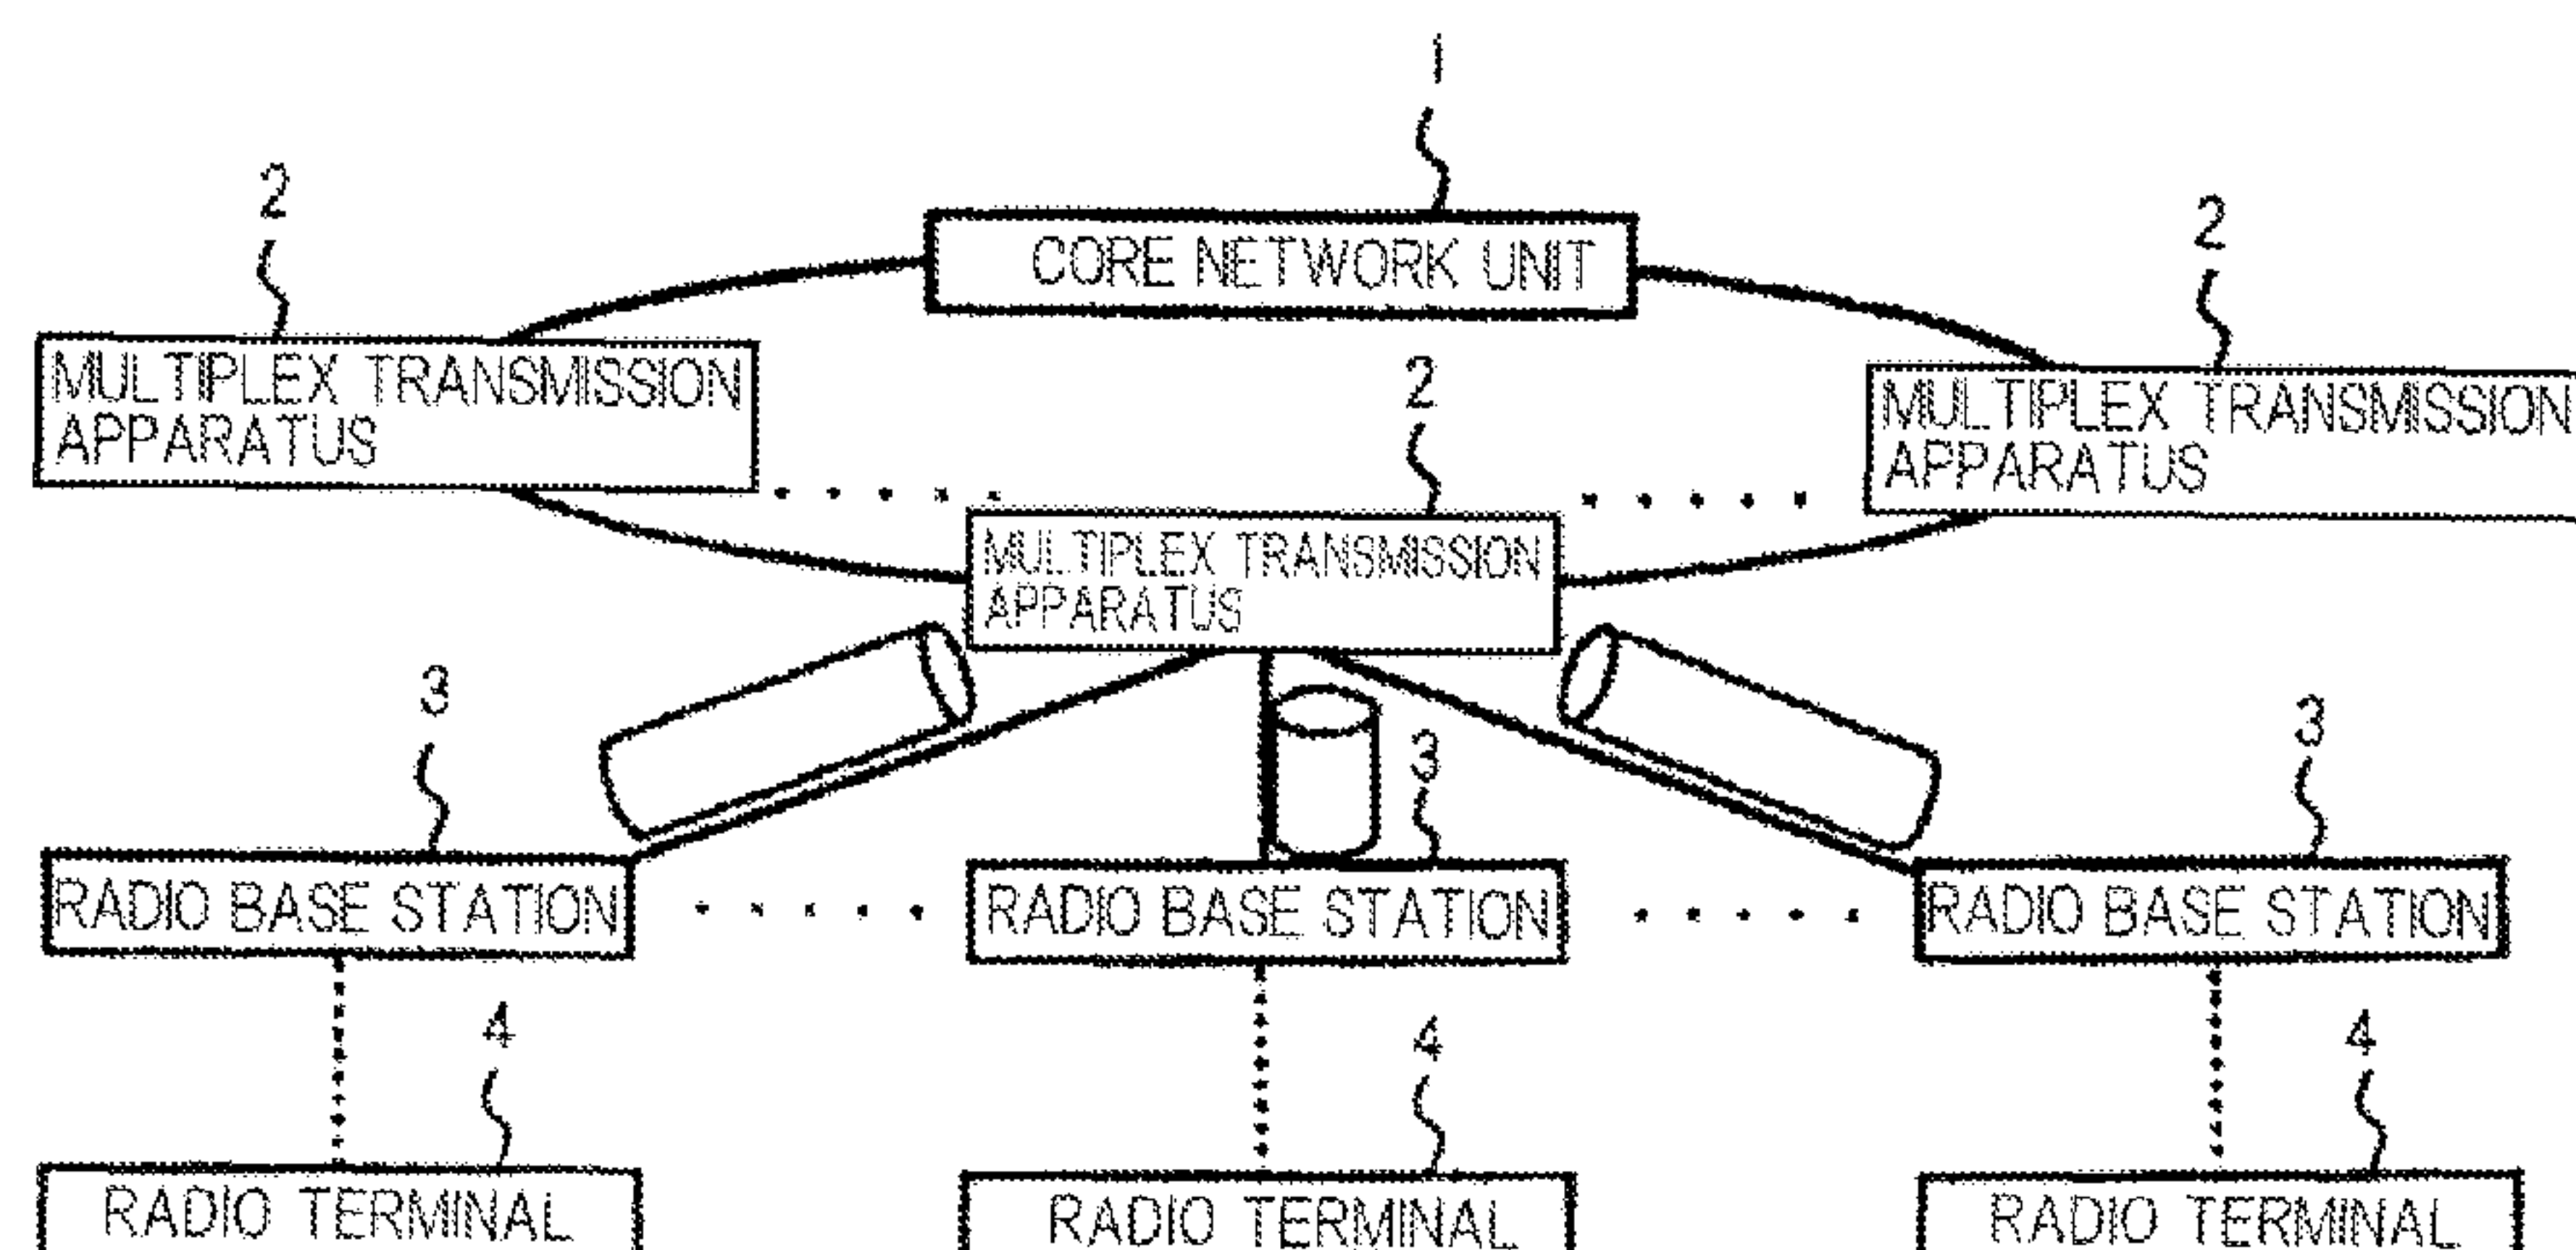 1
2
CORE NETWORK UNIT
2
MULTIPLEX TRANSMISSION
APPARATUS
2
MULTIPLEX TRANSMISSION
APPARATUS
MULTIPLEX TRANSMISSION
APPARATUS
3
3
3
RADIO BASE STATION
RADIO BASE STATION
RADIO BASE STATION
4
4
4
RADIO TERMINAL
RADIO TERMINAL
RADIO TERMINAL